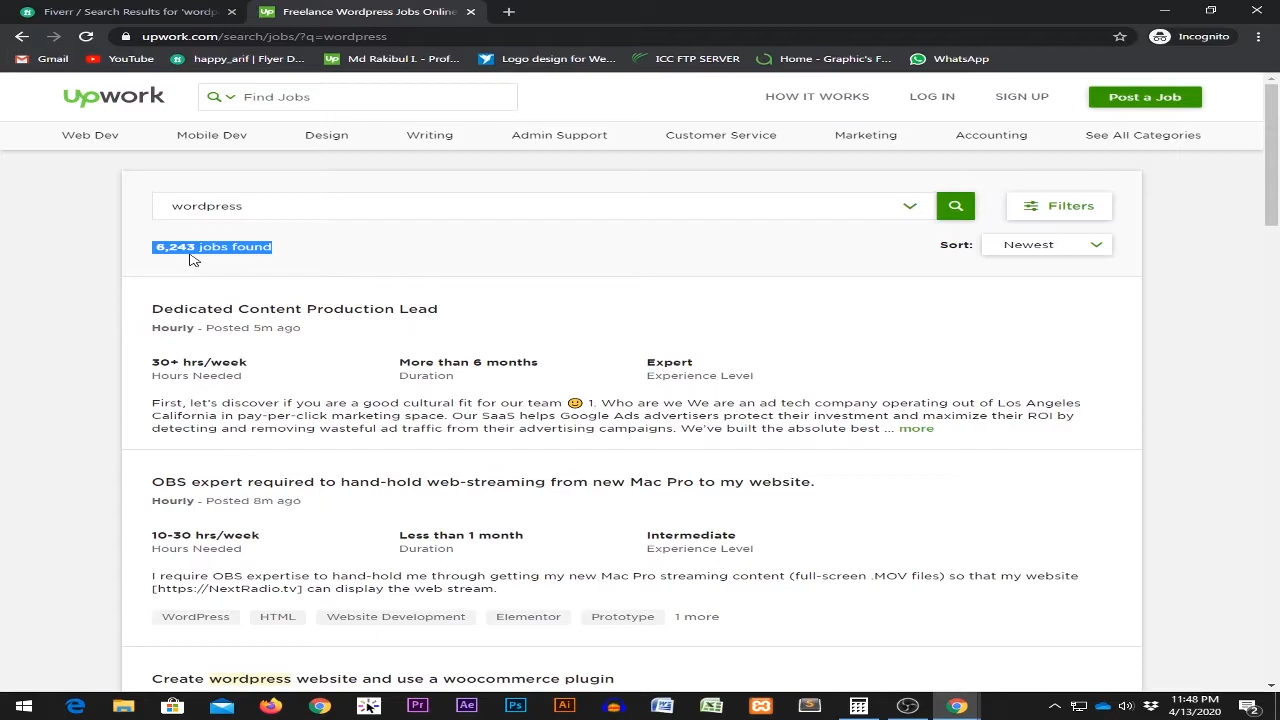 Fiverr / Search Results for 'wordp
Freelance Wordpress Jobs Online
upwork.com/search/jobs/?q=wordpress
Incognito
Gmail
YouTube
happy_arif | Flyer D...
Md Rakibul I. - Prof...
Logo design for We...
ICC FTP SERVER
Home - Graphic's F...
WhatsApp
upwork
Find Jobs
HOW IT WORKS
LOG IN
SIGN UP
Post a Job
Web Dev
Mobile Dev
Design
Writing
Admin Support
Customer Service
Marketing
Accounting
See All Categories
wordpress
Filters
6,243 jobs found
Sort:
Newest
Dedicated Content Production Lead
Hourly - Posted 5m ago
30+ hrs/week
More than 6 months
Expert
Hours Needed
Duration
Experience Level
First, let's discover if you are a good cultural fit for our team 🙂 1. Who are we We are an ad tech company operating out of Los Angeles
California in pay-per-click marketing space. Our SaaS helps Google Ads advertisers protect their investment and maximize their ROI by
detecting and removing wasteful ad traffic from their advertising campaigns. We've built the absolute best ... more
OBS expert required to hand-hold web-streaming from new Mac Pro to my website.
Hourly - Posted 8m ago
10-30 hrs/week
Less than 1 month
Intermediate
Hours Needed
Duration
Experience Level
I require OBS expertise to hand-hold me through getting my new Mac Pro streaming content (full-screen .MOV files) so that my website
[https://NextRadio.tv] can display the web stream.
WordPress
HTML
Website Development
Elementor
Prototype
1 more
Create wordpress website and use a woocommerce plugin
Pr
Ae
Ps
Ai
11:48 PM
4/13/2020
2